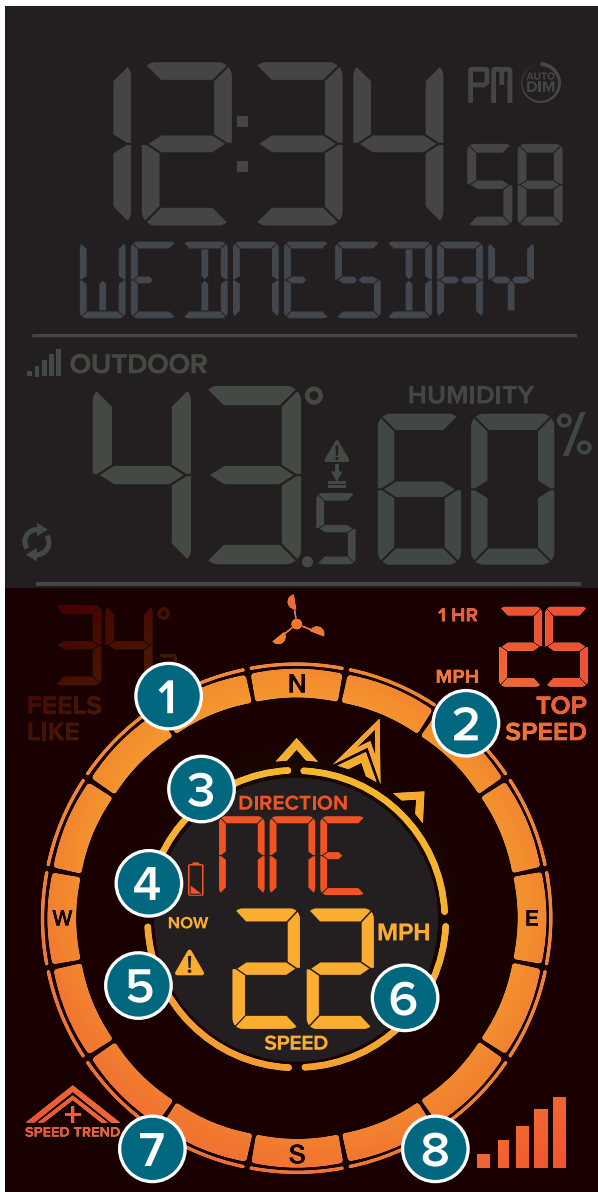 12:34 PM AUTO DIM
58
WEDNESDAY
OUTDOOR
HUMIDITY
43.5° 60%
34°
FEELS LIKE
1 HR 25
MPH
TOP SPEED
N
1
2
3
DIRECTION
NNE
4
W
E
NOW
22 MPH
5
6
SPEED
+
SPEED TREND
7
8
S